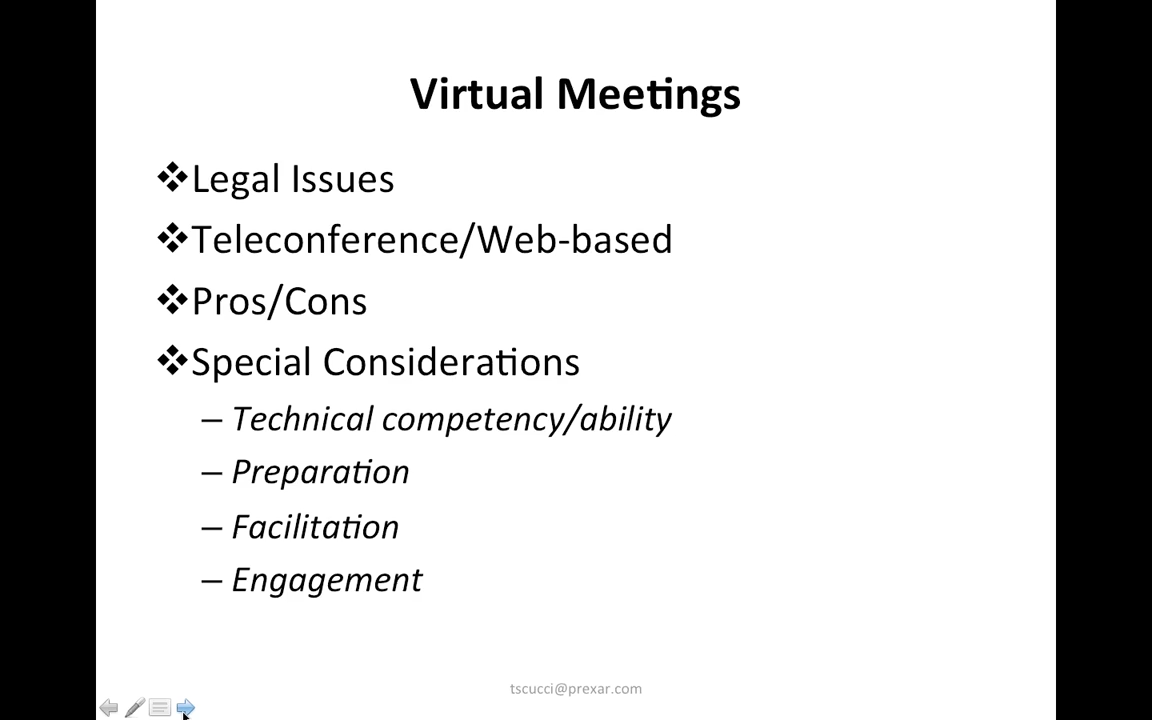 Virtual Meetings
❖Legal Issues
❖Teleconference/Web-based
❖Pros/Cons
❖Special Considerations
– Technical competency/ability
– Preparation
– Facilitation
– Engagement
tscucci@prexar.com